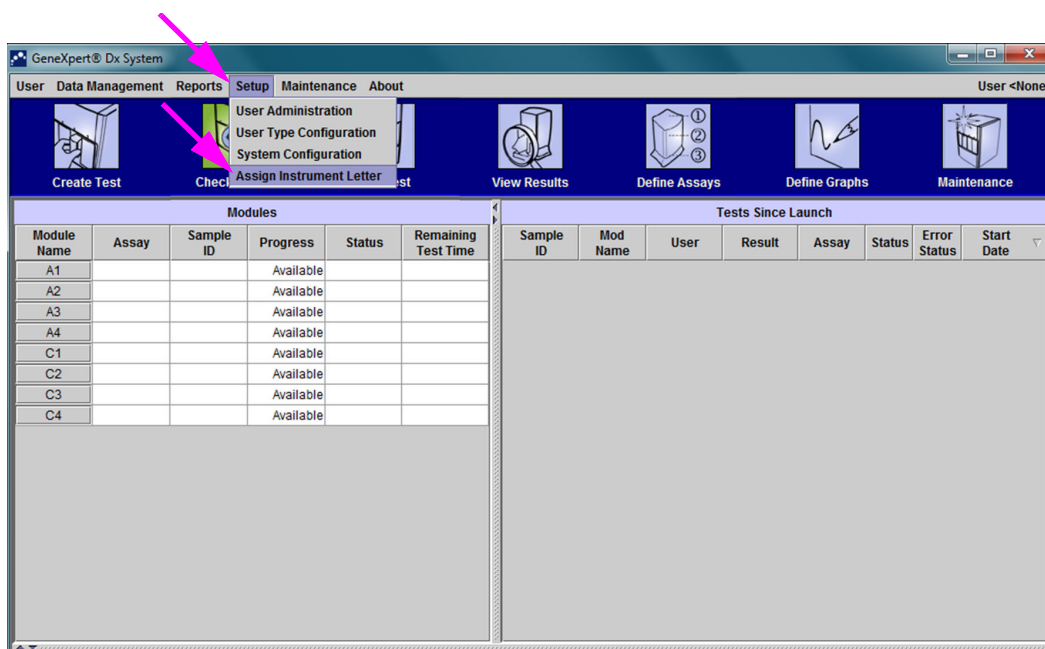 GeneXpert® Dx System
User Data Management Reports Setup Maintenance About User <None
User Administration
User Type Configuration
System Configuration
Assign Instrument Letter
Create Test View Results Define Assays Define Graphs Maintenance
Modules
Module Name Assay Sample ID Progress Status Remaining Test Time
A1 Available
A2 Available
A3 Available
A4 Available
C1 Available
C2 Available
C3 Available
C4 Available
Tests Since Launch
Sample ID Mod Name User Result Assay Status Error Status Start Date